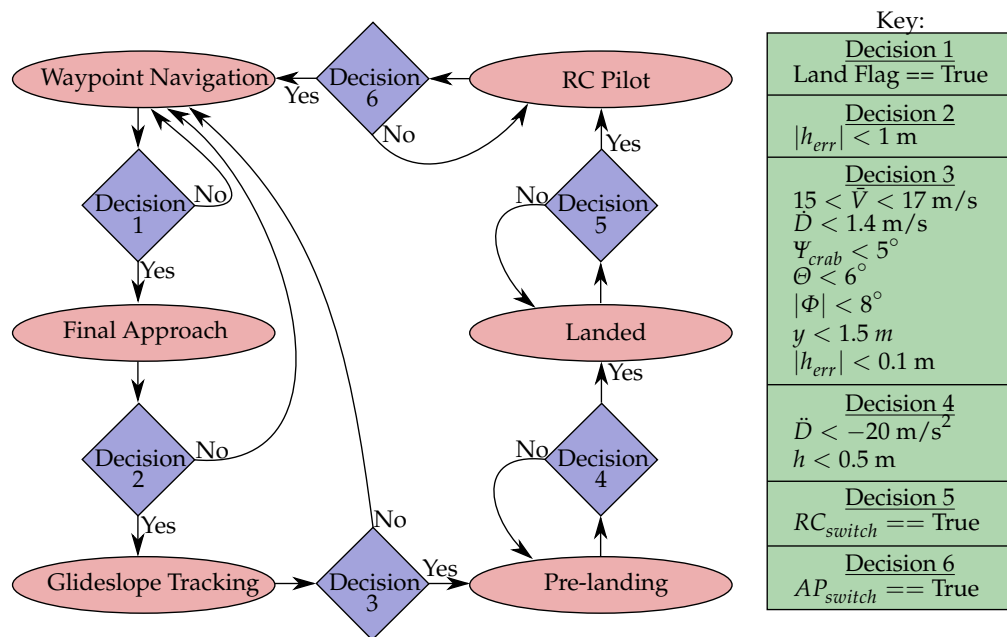 Waypoint Navigation
Decision
6
Yes
No
RC Pilot
Decision
1
No
Yes
Yes
Decision
5
No
Final Approach
Landed
Decision
2
No
Yes
Yes
Decision
4
No
Glideslope Tracking
Decision
3
No
Yes
Pre-landing
Key:
Decision 1
Land Flag == True
Decision 2
|h_err| < 1 m
Decision 3
15 < V̄ < 17 m/s
Ḋ < 1.4 m/s
Ψ_crab < 5°
Θ < 6°
|Φ| < 8°
y < 1.5 m
|h_err| < 0.1 m
Decision 4
D̈ < −20 m/s²
h < 0.5 m
Decision 5
RC_switch == True
Decision 6
AP_switch == True